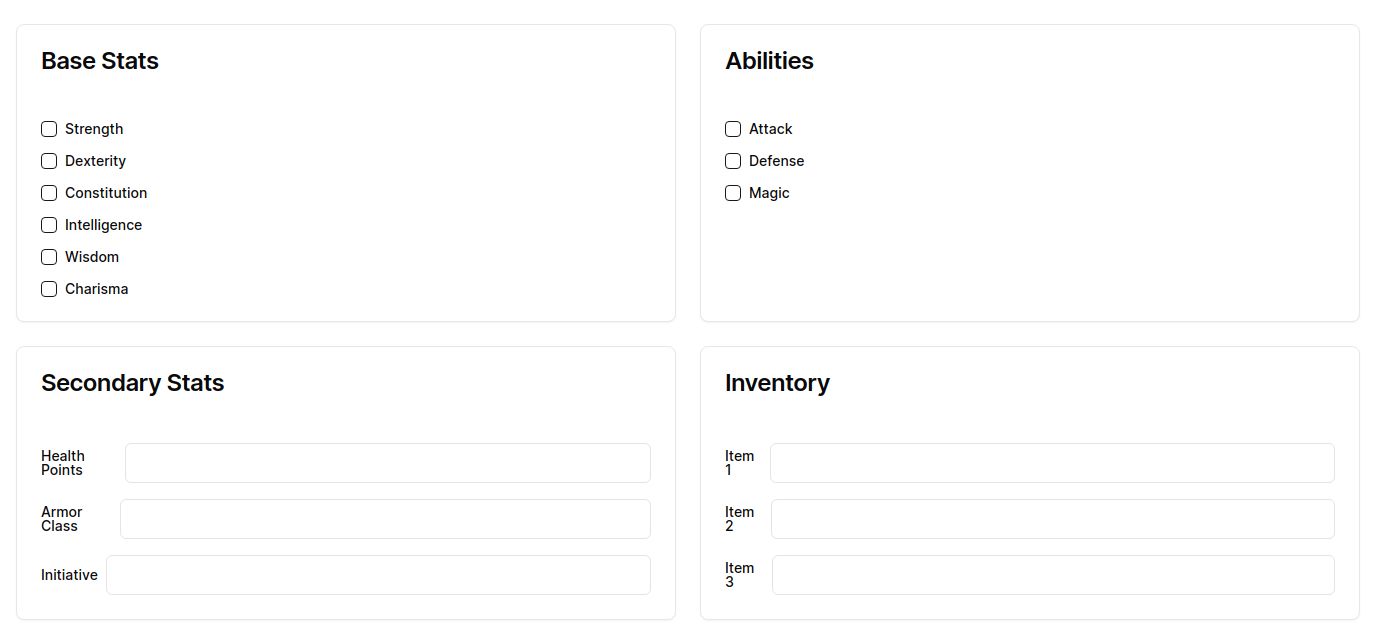 Base Stats
Strength
Dexterity
Constitution
Intelligence
Wisdom
Charisma
Abilities
Attack
Defense
Magic
Secondary Stats
Health
Points
Armor
Class
Initiative
Inventory
Item
1
Item
2
Item
3